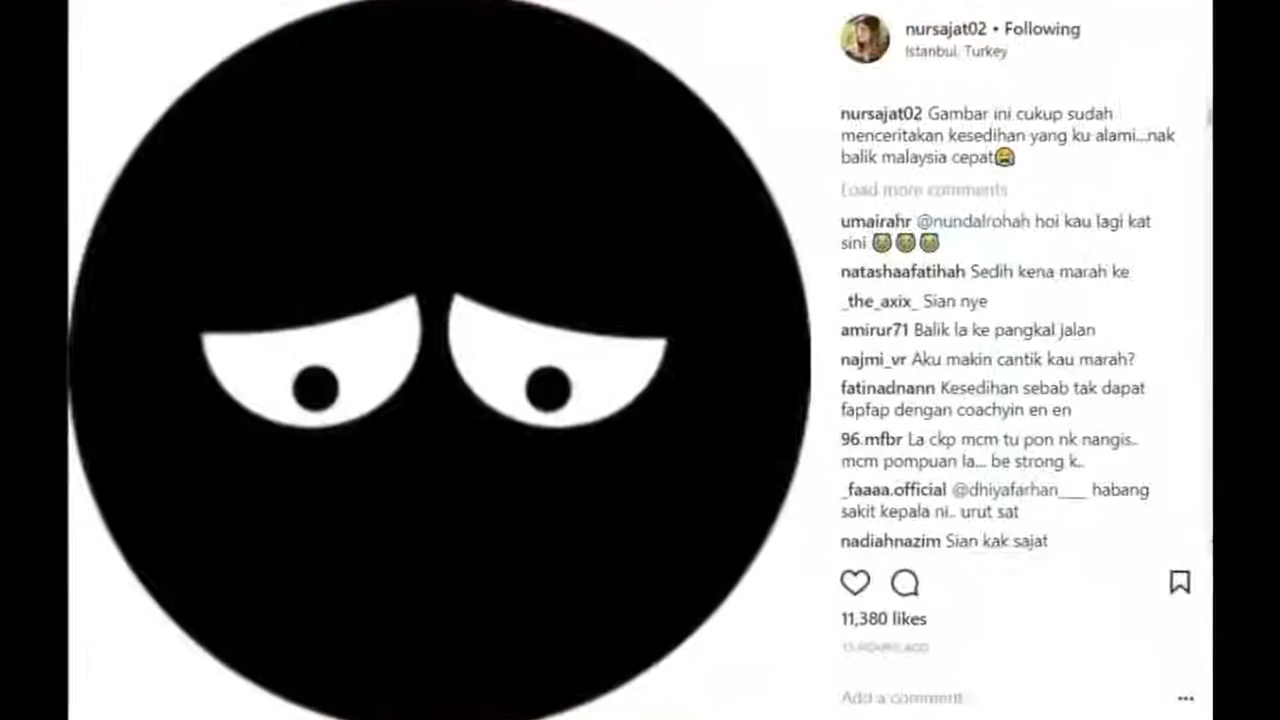 nursajat02 • Following
Istanbul, Turkey
nursajat02 Gambar ini cukup sudah
menceritakan kesedihan yang ku alami...nak
balik malaysia cepat😩
Load more comments
umairahr @nundalrohah hoi kau lagi kat
sini
natashaafatihah Sedih kena marah ke
_the_axix_ Sian nye
amirur71 Balik la ke pangkal jalan
najmi_vr Aku makin cantik kau marah?
fatinadnann Kesedihan sebab tak dapat
fapfap dengan coachyin en en
96.mfbr La ckp mcm tu pon nk nangis..
mcm pompuan la... be strong k..
_faaaa.official @dhiyafarhan___ habang
sakit kepala ni.. urut sat
nadiahnazim Sian kak sajat
11,380 likes
15 HOURS AGO
Add a comment...